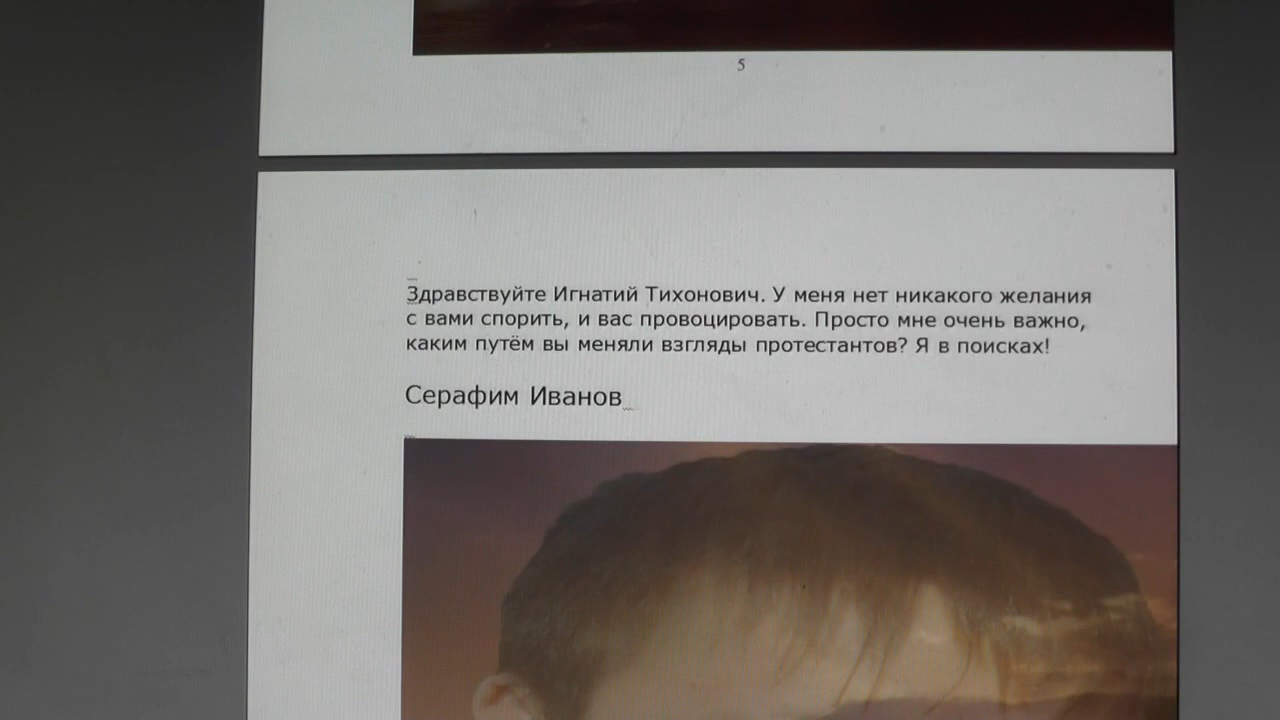 5
Здравствуйте Игнатий Тихонович. У меня нет никакого желания
с вами спорить, и вас провоцировать. Просто мне очень важно,
каким путём вы меняли взгляды протестантов? Я в поисках!
Серафим Иванов